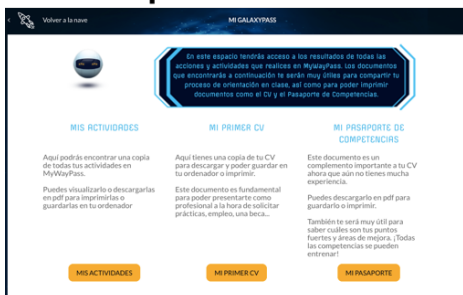 Volver a la nave
MI GALAXYPASS
En este espacio tendrás acceso a los resultados de todas las
acciones y actividades que realices en MyWayPass. Los documentos
que encontrarás a continuación te serán muy útiles para compartir tu
proceso de orientación en clase, así como para poder imprimir
documentos como el CV y el Pasaporte de Competencias.
MIS ACTIVIDADES
Aquí podrás encontrar una copia
de todas tus actividades en
MyWayPass.
Puedes visualizarlo o descargarlas
en pdf para imprimirlas o
guardarlas en tu ordenador
MIS ACTIVIDADES
MI PRIMER CV
Aquí tienes una copia de tu CV
para descargar y poder guardar en
tu ordenador o imprimir.
Este documento es fundamental
para poder presentarte como
profesional a la hora de solicitar
prácticas, empleo, una beca...
MI PRIMER CV
MI PASAPORTE DE
COMPETENCIAS
Este documento es un
complemento importante a tu CV
ahora que aún no tienes mucha
experiencia.
Puedes descargarlo en pdf para
guardarlo o imprimir.
También te será muy útil para
saber cuáles son tus puntos
fuertes y áreas de mejora. ¡Todas
las competencias se pueden
entrenar!
MI PASAPORTE